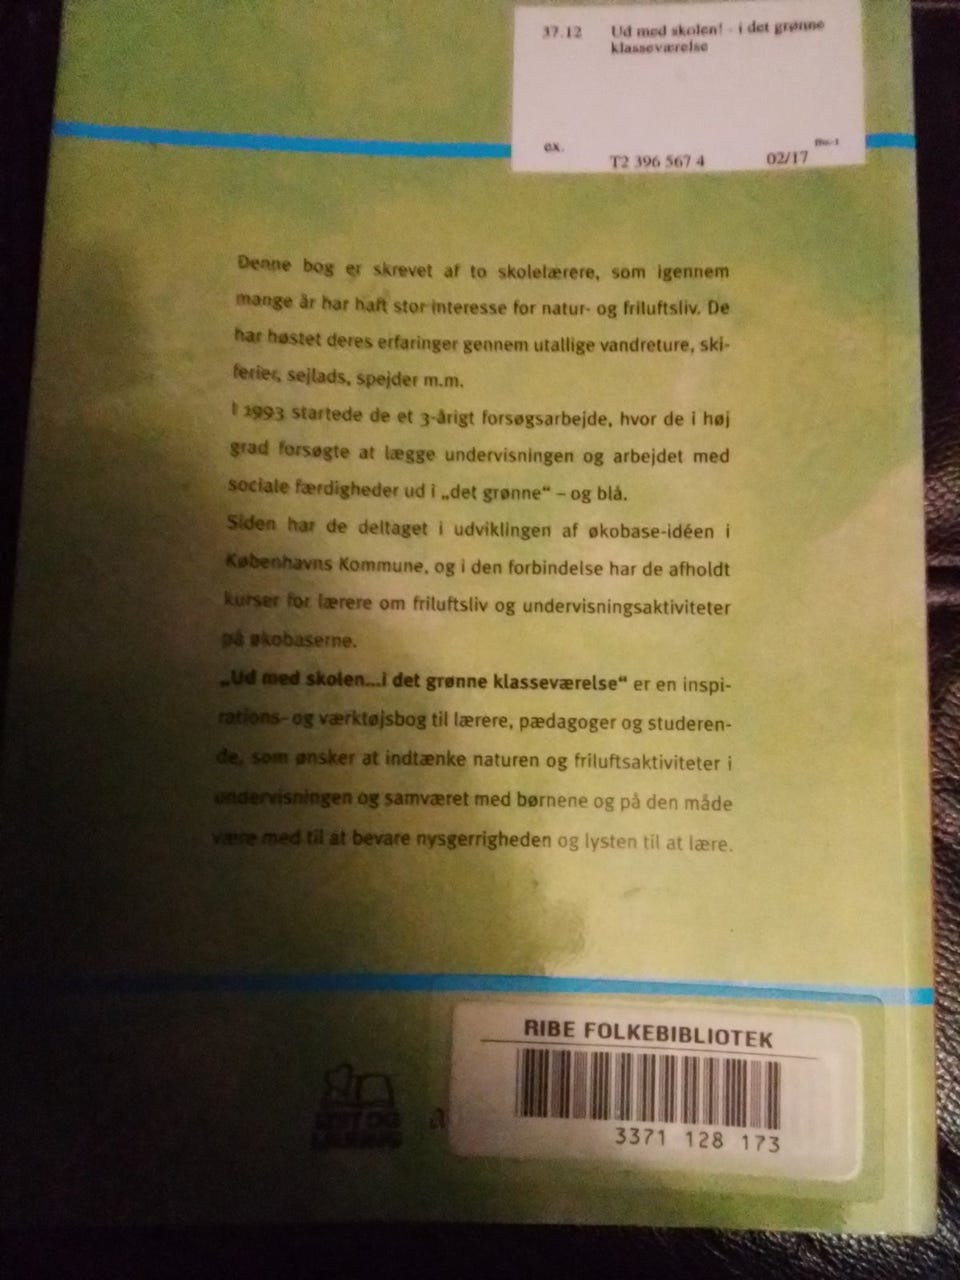 37.12 Ud med skolen! - i det grønne
klasseværelse
ex.
T2 396 567 4 02/17
Denne bog er skrevet af to skolelærere, som igennem
mange år har haft stor interesse for natur- og friluftsliv. De
har høstet deres erfaringer gennem utallige vandreture, ski-
ferier, sejlads, spejder m.m.
I 1993 startede de et 3-årigt forsøgsarbejde, hvor de i høj
grad forsøgte at lægge undervisningen og arbejdet med
sociale færdigheder ud i „det grønne“ – og blå.
Siden har de deltaget i udviklingen af økobase-idéen i
Københavns Kommune, og i den forbindelse har de afholdt
kurser for lærere om friluftsliv og undervisningsaktiviteter
på økobaserne.
„Ud med skolen...i det grønne klasseværelse“ er en inspi-
rations- og værktøjsbog til lærere, pædagoger og studeren-
de, som ønsker at indtænke naturen og friluftsaktiviteter i
undervisningen og samværet med børnene og på den måde
være med til at bevare nysgerrigheden og lysten til at lære.
RIBE FOLKEBIBLIOTEK
3371 128 173